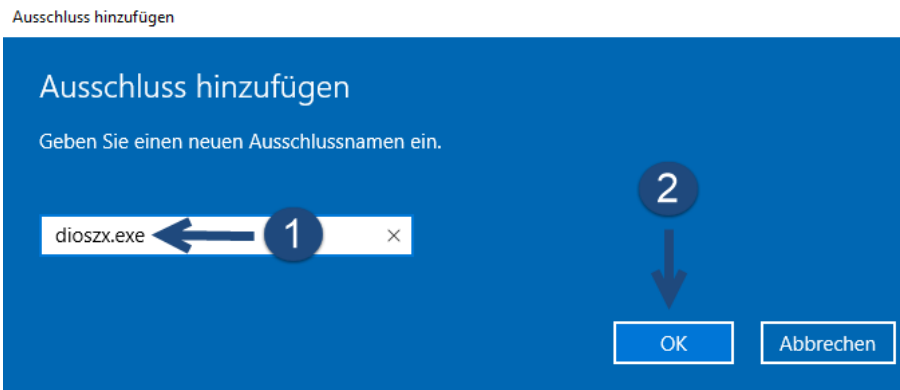 Ausschluss hinzufügen
Ausschluss hinzufügen
Geben Sie einen neuen Ausschlussnamen ein.
2
dioszx.exe 1 ×
OK Abbrechen